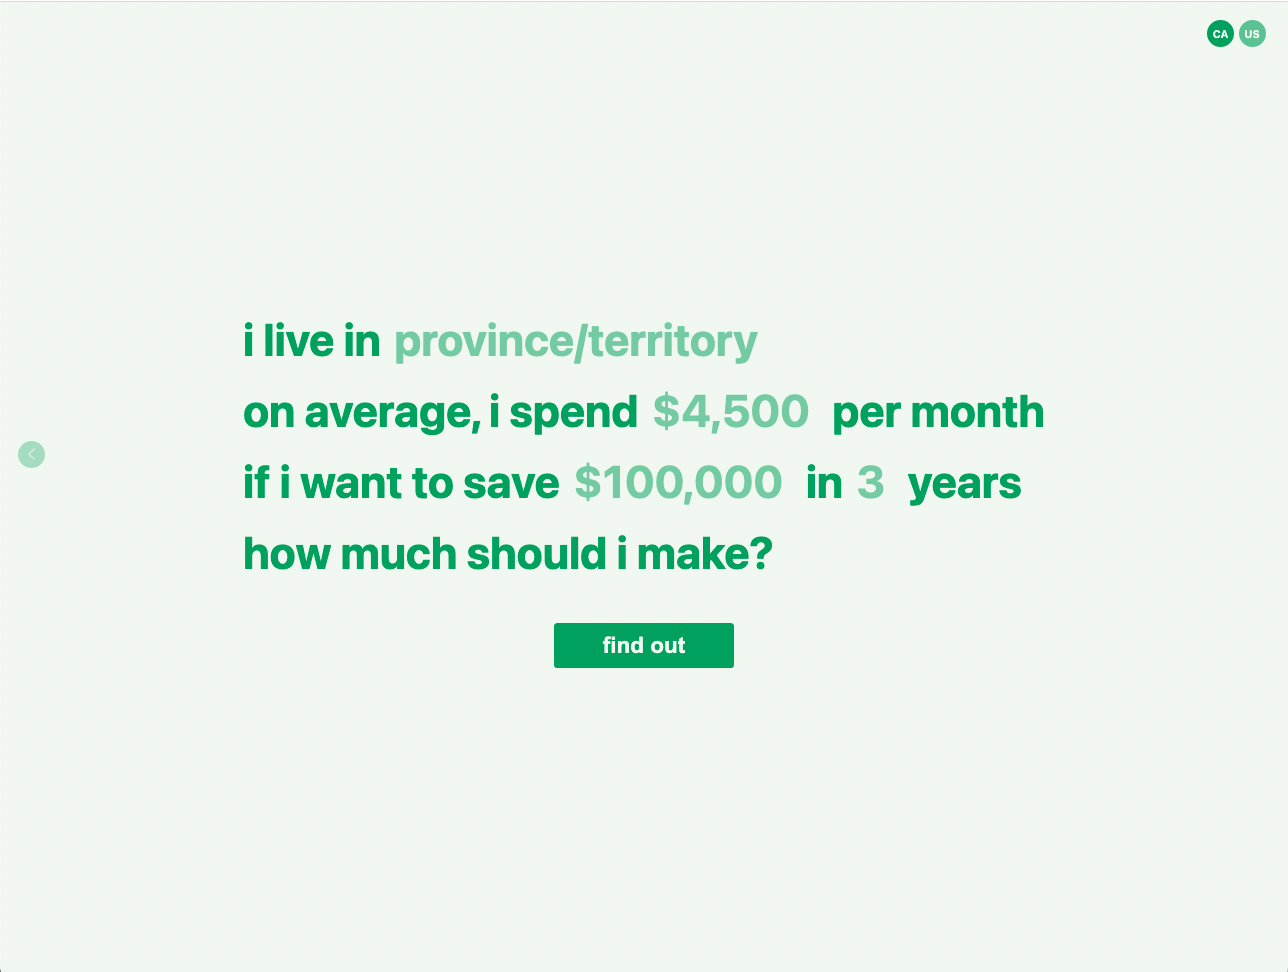 CA US
i live in province/territory
on average, i spend $4,500 per month
if i want to save $100,000 in 3 years
how much should i make?
find out